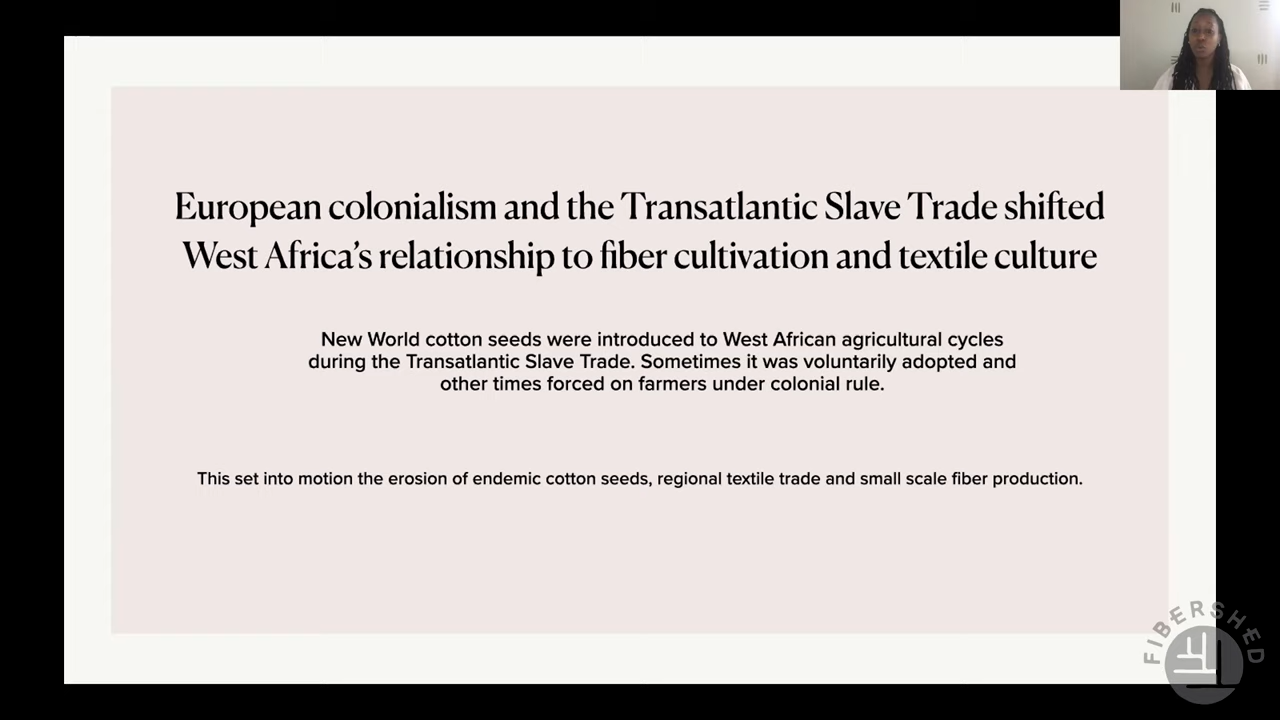 European colonialism and the Transatlantic Slave Trade shifted
West Africa's relationship to fiber cultivation and textile culture
New World cotton seeds were introduced to West African agricultural cycles
during the Transatlantic Slave Trade. Sometimes it was voluntarily adopted and
other times forced on farmers under colonial rule.
This set into motion the erosion of endemic cotton seeds, regional textile trade and small scale fiber production.
FIBERSHED